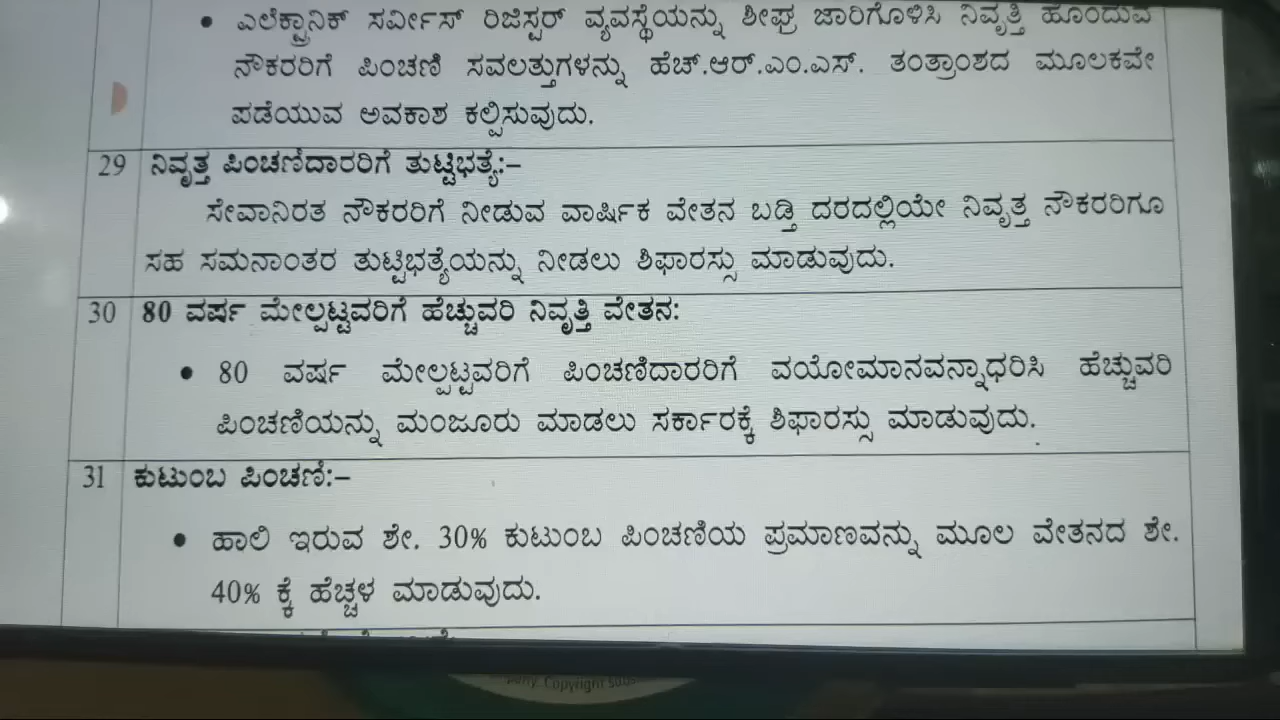 • ಎಲೆಕ್ಟ್ರಾನಿಕ್ ಸರ್ವೀಸ್ ರಿಜಿಸ್ಟರ್ ವ್ಯವಸ್ಥೆಯನ್ನು ಶೀಘ್ರ ಜಾರಿಗೊಳಿಸಿ ನಿವೃತ್ತಿ ಹೊಂದುವ
ನೌಕರರಿಗೆ ಪಿಂಚಣಿ ಸವಲತ್ತುಗಳನ್ನು ಹೆಚ್.ಆರ್.ಎಂ.ಎಸ್. ತಂತ್ರಾಂಶದ ಮೂಲಕವೇ
ಪಡೆಯುವ ಅವಕಾಶ ಕಲ್ಪಿಸುವುದು.
29 ನಿವೃತ್ತ ಪಿಂಚಣಿದಾರರಿಗೆ ತುಟ್ಟಿಭತ್ಯೆ:-
ಸೇವಾನಿರತ ನೌಕರರಿಗೆ ನೀಡುವ ವಾರ್ಷಿಕ ವೇತನ ಬಡ್ತಿ ದರದಲ್ಲಿಯೇ ನಿವೃತ್ತ ನೌಕರರಿಗೂ
ಸಹ ಸಮನಾಂತರ ತುಟ್ಟಿಭತ್ಯೆಯನ್ನು ನೀಡಲು ಶಿಫಾರಸ್ಸು ಮಾಡುವುದು.
30 80 ವರ್ಷ ಮೇಲ್ಪಟ್ಟವರಿಗೆ ಹೆಚ್ಚುವರಿ ನಿವೃತ್ತಿ ವೇತನ:
• 80 ವರ್ಷ ಮೇಲ್ಪಟ್ಟವರಿಗೆ ಪಿಂಚಣಿದಾರರಿಗೆ ವಯೋಮಾನವನ್ನಾಧರಿಸಿ ಹೆಚ್ಚುವರಿ
ಪಿಂಚಣಿಯನ್ನು ಮಂಜೂರು ಮಾಡಲು ಸರ್ಕಾರಕ್ಕೆ ಶಿಫಾರಸ್ಸು ಮಾಡುವುದು.
31 ಕುಟುಂಬ ಪಿಂಚಣಿ:-
• ಹಾಲಿ ಇರುವ ಶೇ. 30% ಕುಟುಂಬ ಪಿಂಚಣಿಯ ಪ್ರಮಾಣವನ್ನು ಮೂಲ ವೇತನದ ಶೇ.
40% ಕ್ಕೆ ಹೆಚ್ಚಳ ಮಾಡುವುದು.
Copyright